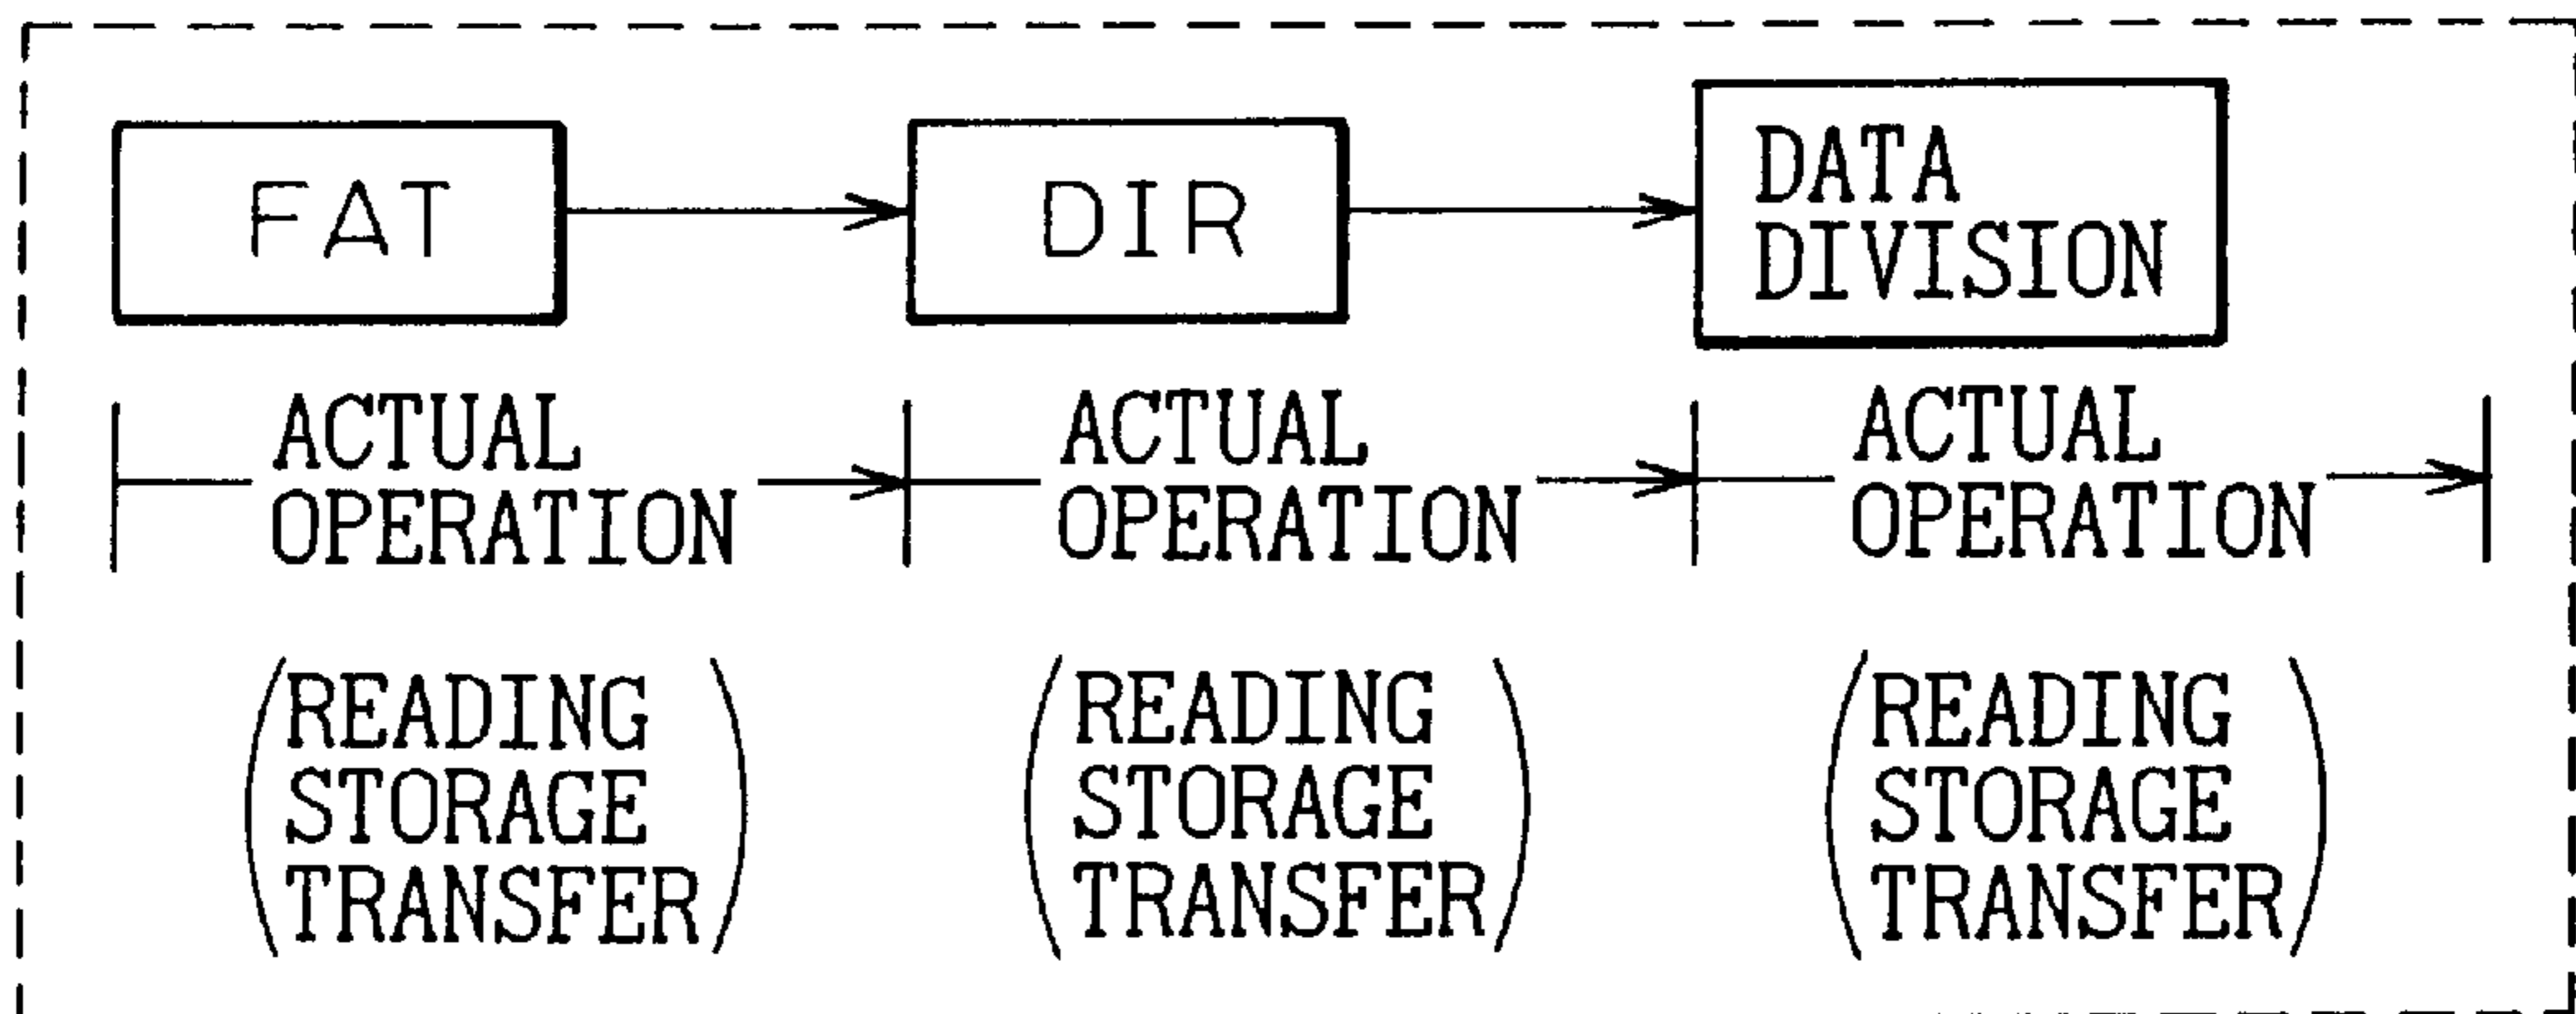 FAT
DIR
DATA
DIVISION
ACTUAL
OPERATION
ACTUAL
OPERATION
ACTUAL
OPERATION
READING
STORAGE
TRANSFER
READING
STORAGE
TRANSFER
READING
STORAGE
TRANSFER